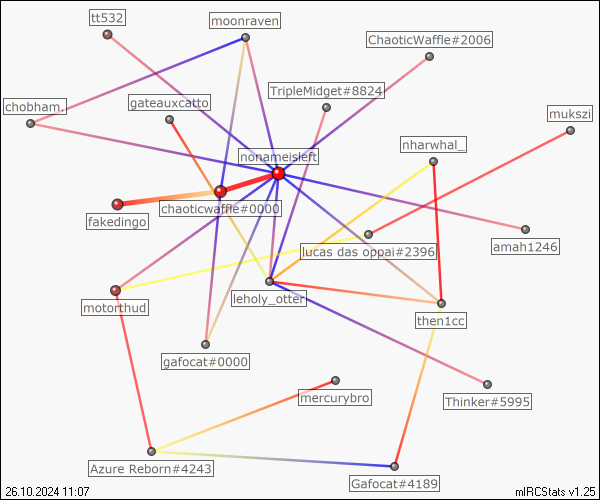 tt532
moonraven
ChaoticWaffle#2006
TripleMidget#8824
gateauxcatto
chobham.
mukszi
nharwhal_
nonameisleft
chaoticwaffle#0000
fakedingo
lucas das oppai#2396
amah1246
leholy_otter
motorthud
then1cc
gafocat#0000
mercurybro
Thinker#5995
Azure Reborn#4243
Gafocat#4189
26.10.2024 11:07
mIRCStats v1.25